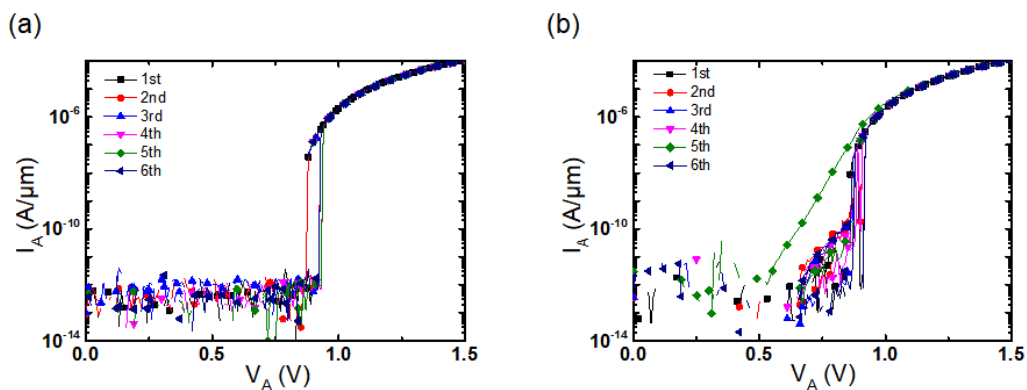 (a)
(b)
1st
2nd
3rd
4th
5th
6th
10⁻⁶
10⁻¹⁰
10⁻¹⁴
I_A (A/μm)
0.0 0.5 1.0 1.5
V_A (V)
1st
2nd
3rd
4th
5th
6th
10⁻⁶
10⁻¹⁰
10⁻¹⁴
I_A (A/μm)
0.0 0.5 1.0 1.5
V_A (V)